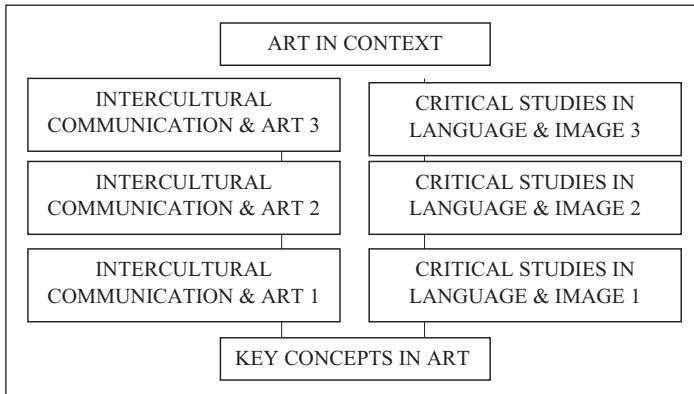 ART IN CONTEXT
INTERCULTURAL
COMMUNICATION & ART 3
CRITICAL STUDIES IN
LANGUAGE & IMAGE 3
INTERCULTURAL
COMMUNICATION & ART 2
CRITICAL STUDIES IN
LANGUAGE & IMAGE 2
INTERCULTURAL
COMMUNICATION & ART 1
CRITICAL STUDIES IN
LANGUAGE & IMAGE 1
KEY CONCEPTS IN ART